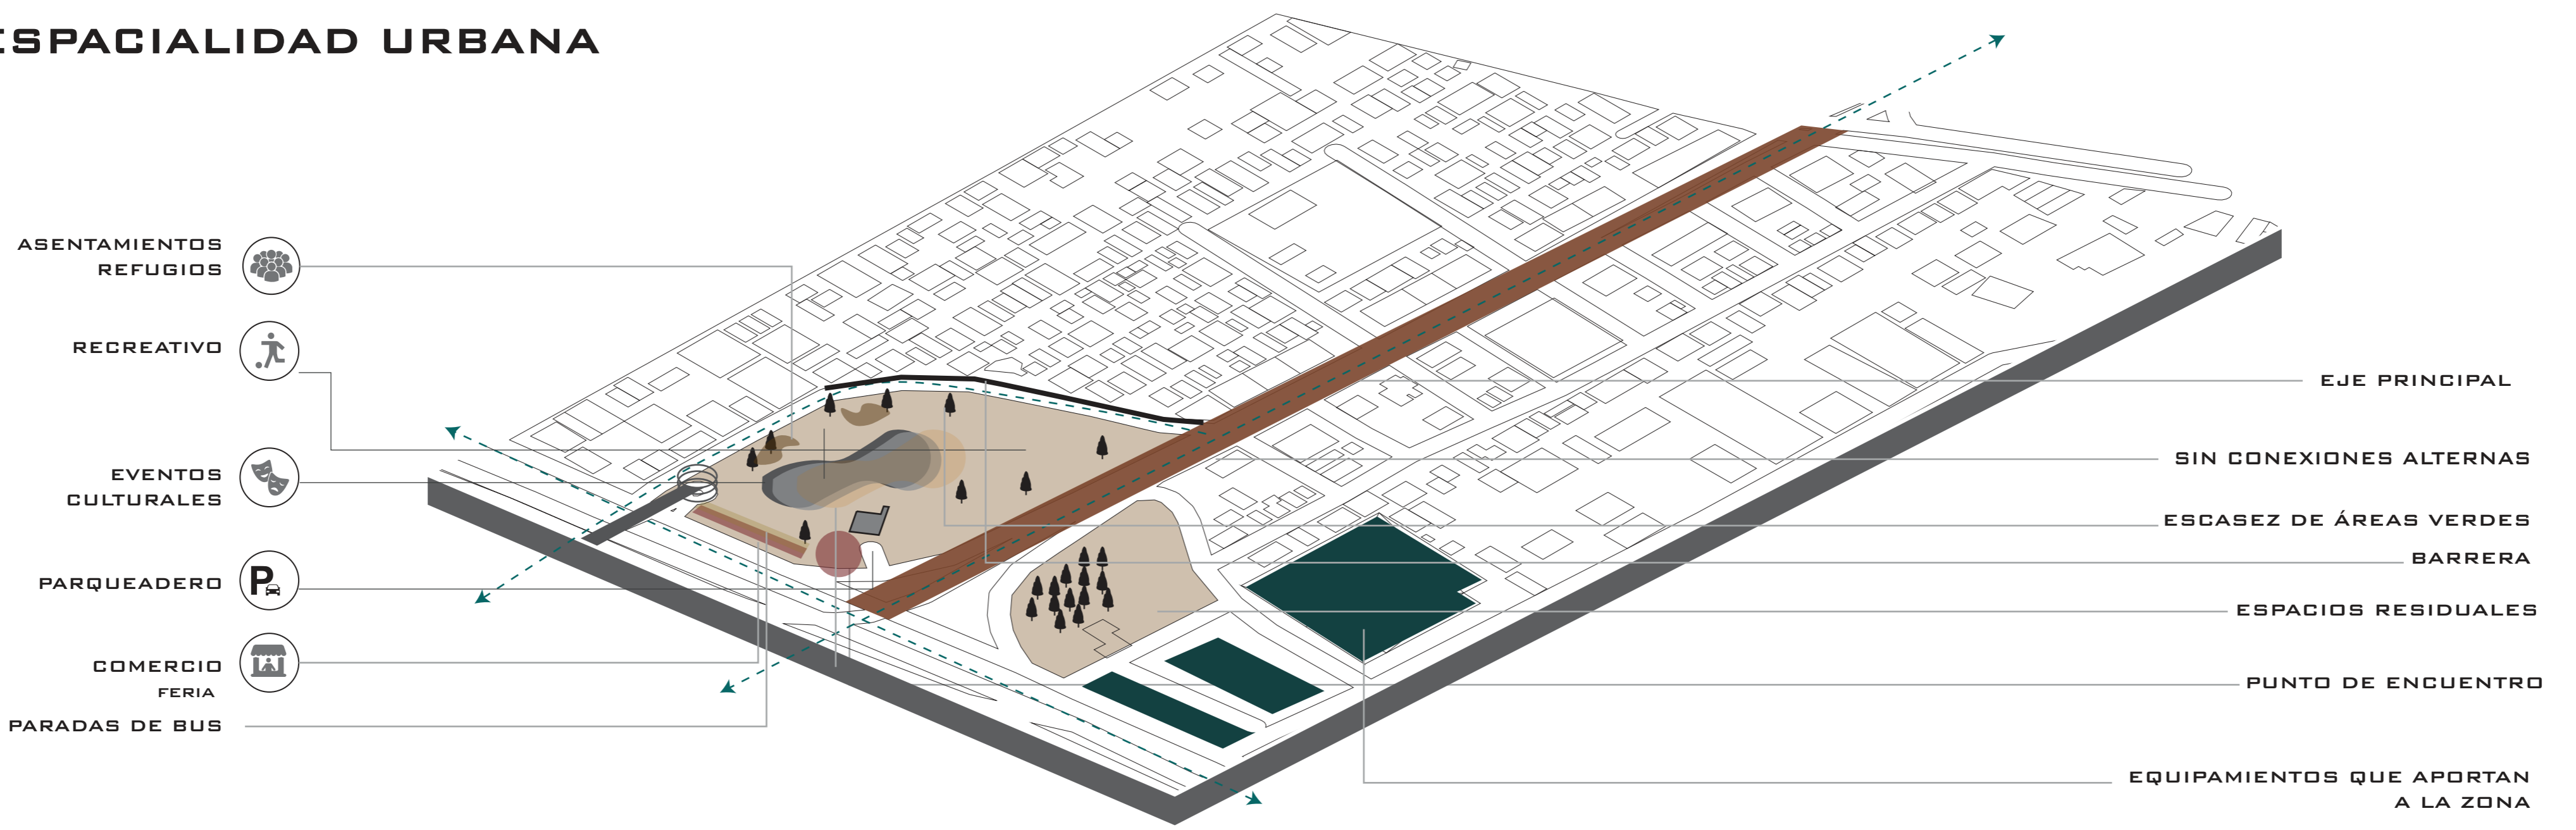 ESPACIALIDAD URBANA
ASENTAMIENTOS
REFUGIOS
RECREATIVO
EVENTOS
CULTURALES
P
PARQUEADERO
COMERCIO
FERIA
PARADAS DE BUS
EJE PRINCIPAL
SIN CONEXIONES ALTERNAS
ESCASEZ DE ÁREAS VERDES
BARRERA
ESPACIOS RESIDUALES
PUNTO DE ENCUENTRO
EQUIPAMIENTOS QUE APORTAN
A LA ZONA